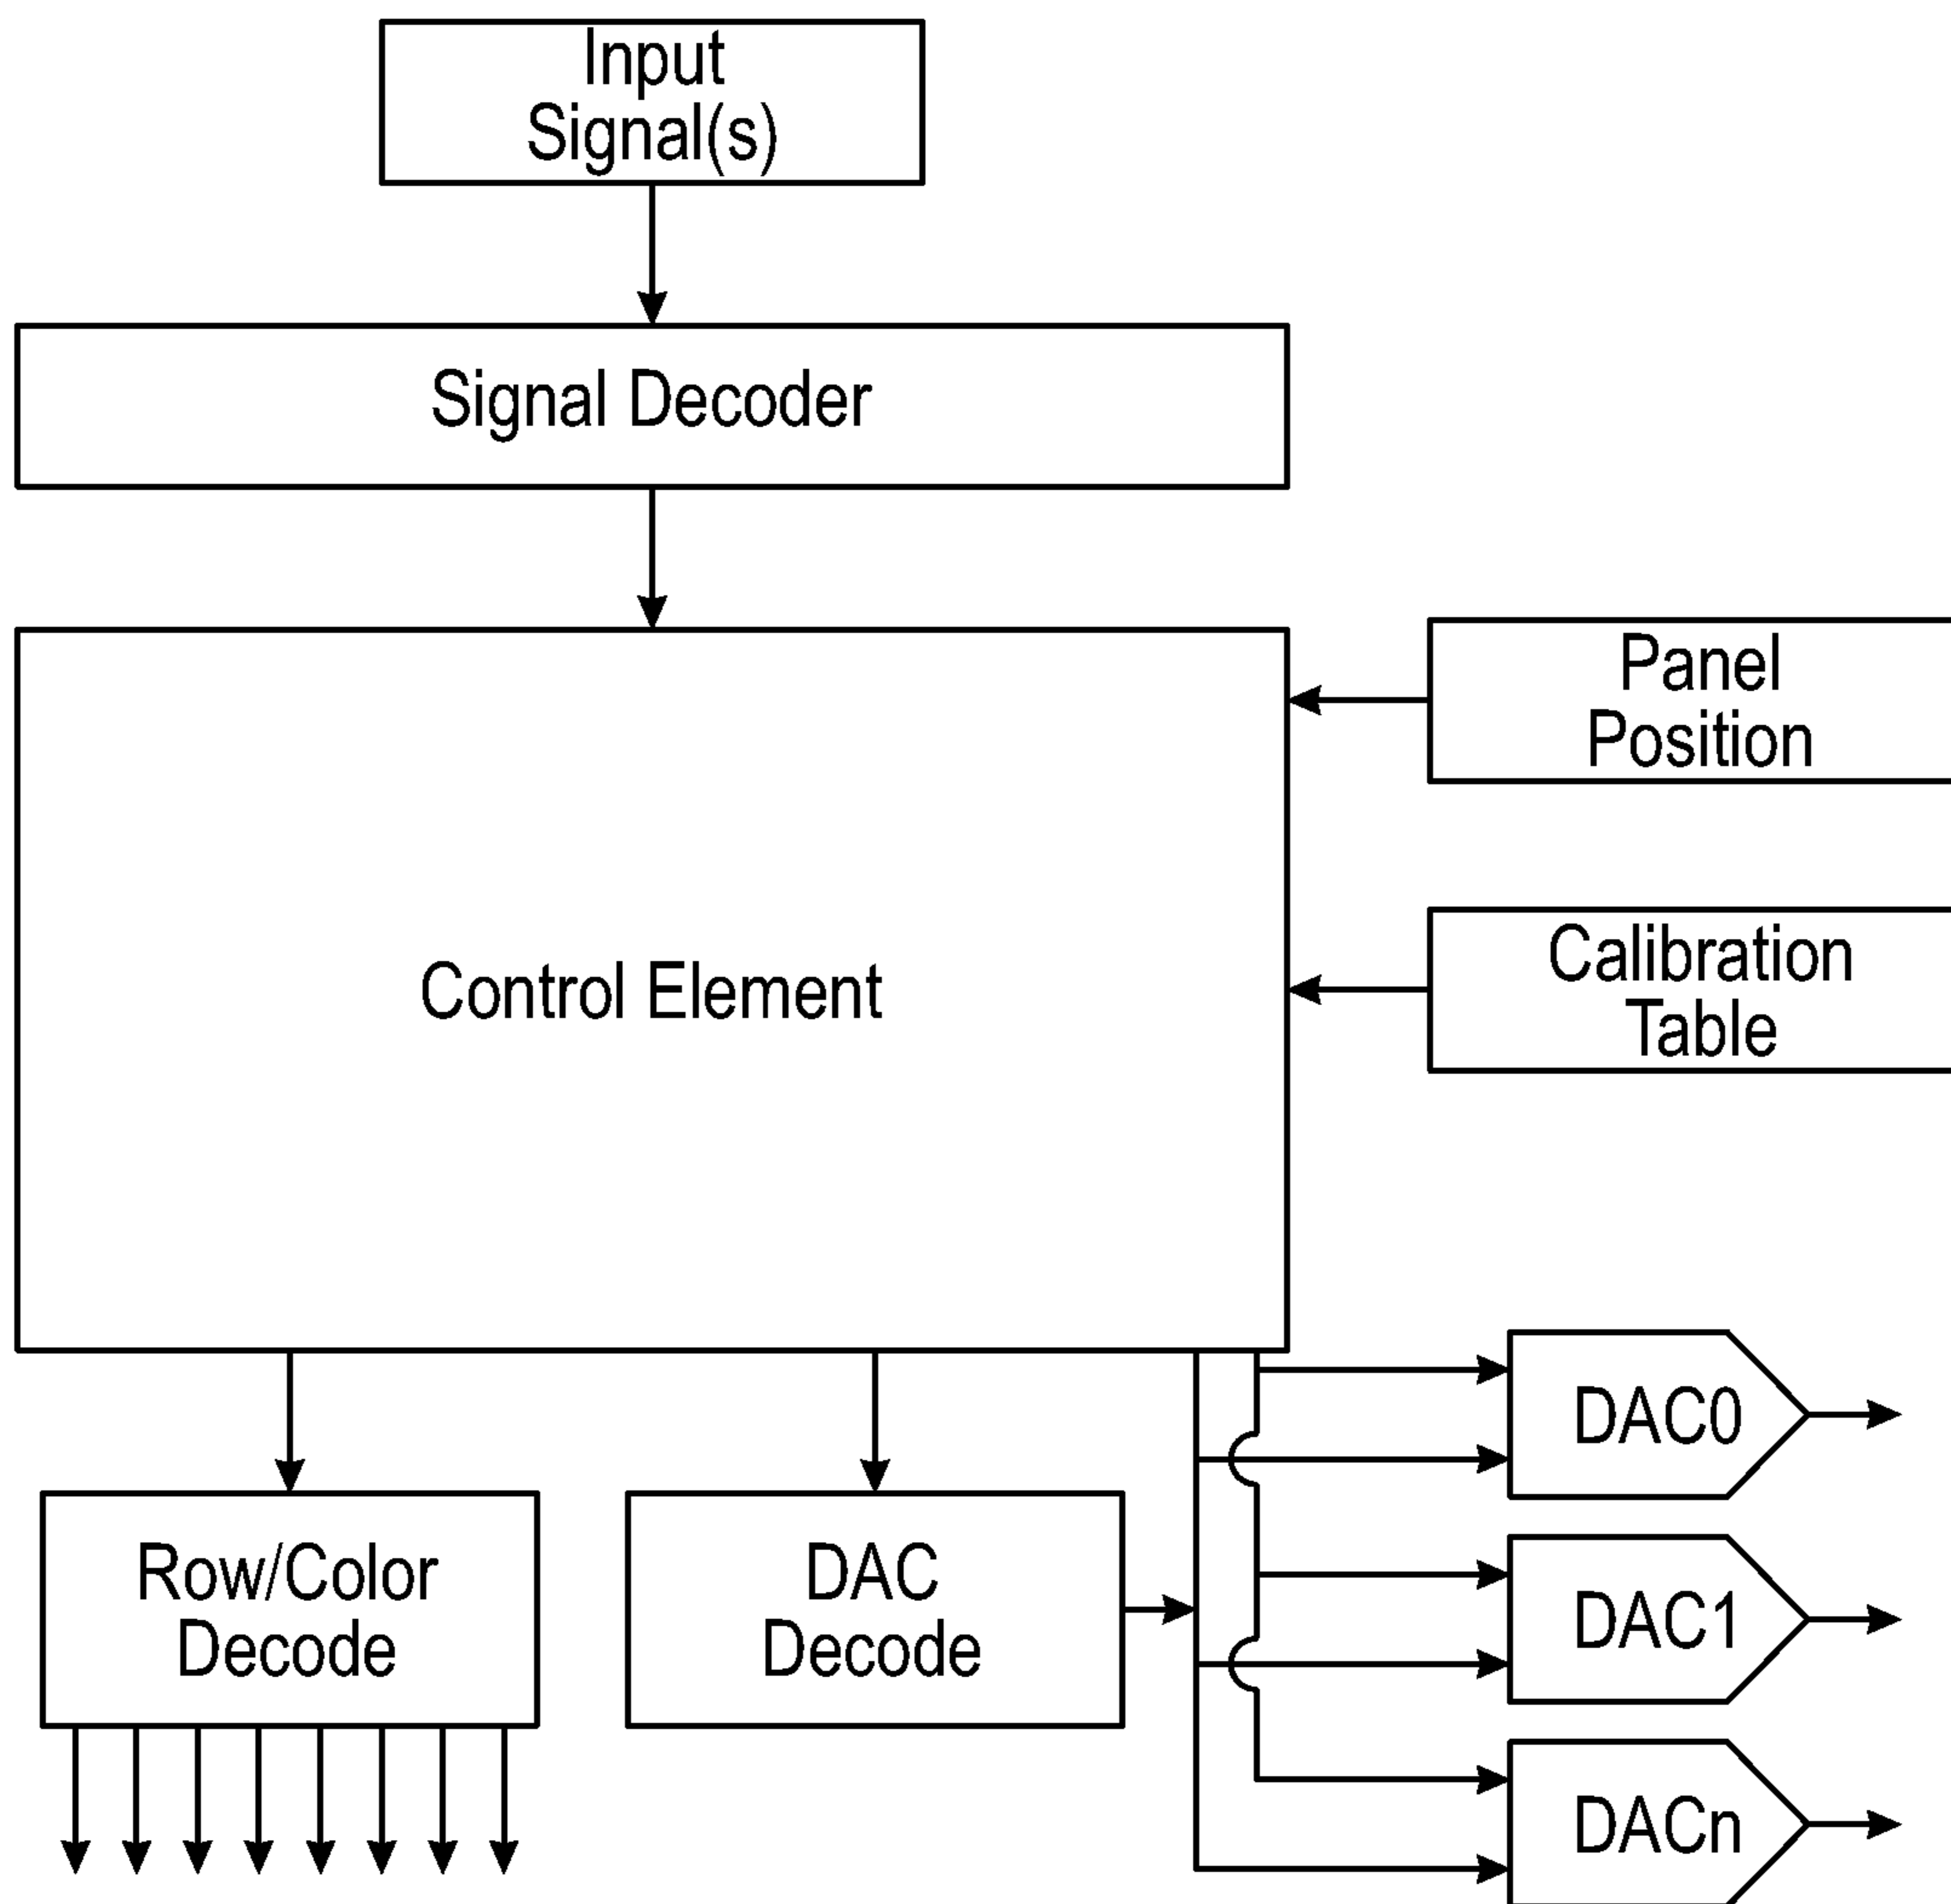 Input
Signal(s)
Signal Decoder
Panel
Position
Control Element
Calibration
Table
DAC0
Row/Color
Decode
DAC
Decode
DAC1
DACn